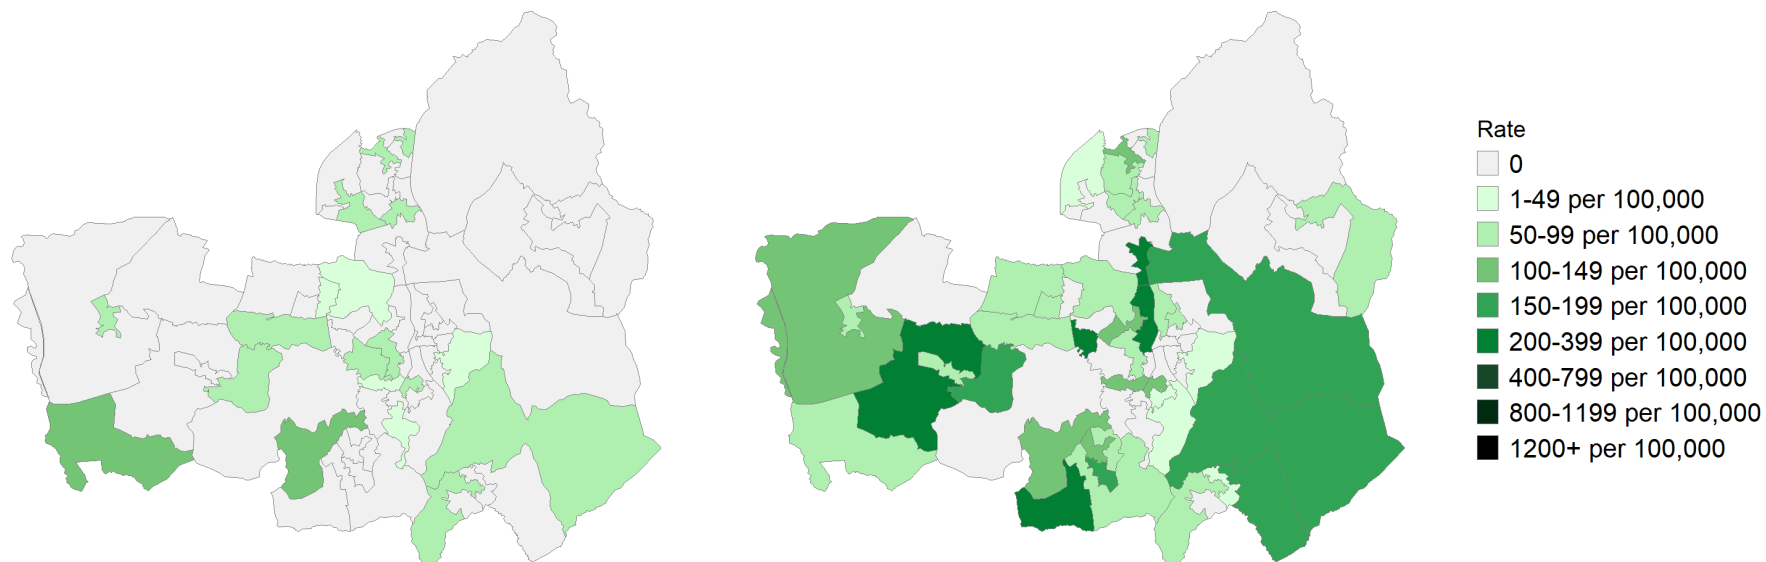 Rate
0
1-49 per 100,000
50-99 per 100,000
100-149 per 100,000
150-199 per 100,000
200-399 per 100,000
400-799 per 100,000
800-1199 per 100,000
1200+ per 100,000